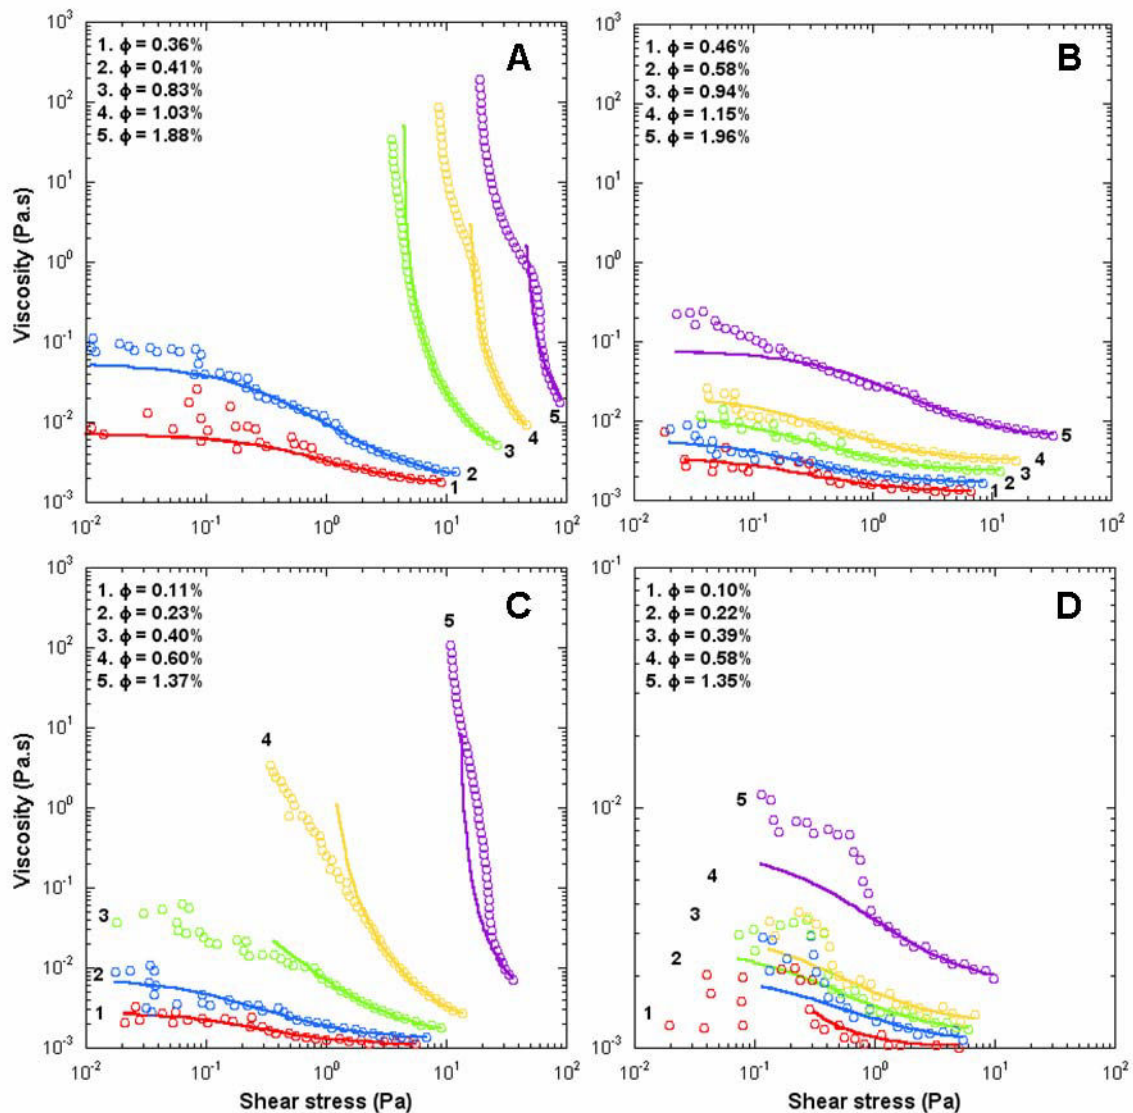 10³
10²
10¹
10⁰
10⁻¹
10⁻²
10⁻³
Viscosity (Pa.s)
1. ϕ = 0.36%
2. ϕ = 0.41%
3. ϕ = 0.83%
4. ϕ = 1.03%
5. ϕ = 1.88%
A
5
4
3
2
1
10⁻² 10⁻¹ 10⁰ 10¹ 10²
10³
10²
10¹
10⁰
10⁻¹
10⁻²
10⁻³
1. ϕ = 0.46%
2. ϕ = 0.58%
3. ϕ = 0.94%
4. ϕ = 1.15%
5. ϕ = 1.96%
B
5
4
3
2
1
10⁻² 10⁻¹ 10⁰ 10¹ 10²
10³
10²
10¹
10⁰
10⁻¹
10⁻²
10⁻³
Viscosity (Pa.s)
1. ϕ = 0.11%
2. ϕ = 0.23%
3. ϕ = 0.40%
4. ϕ = 0.60%
5. ϕ = 1.37%
C
5
4
3
2
1
10⁻² 10⁻¹ 10⁰ 10¹ 10²
Shear stress (Pa)
10⁻¹
10⁻²
10⁻³
1. ϕ = 0.10%
2. ϕ = 0.22%
3. ϕ = 0.39%
4. ϕ = 0.58%
5. ϕ = 1.35%
D
5
4
3
2
1
10⁻² 10⁻¹ 10⁰ 10¹ 10²
Shear stress (Pa)